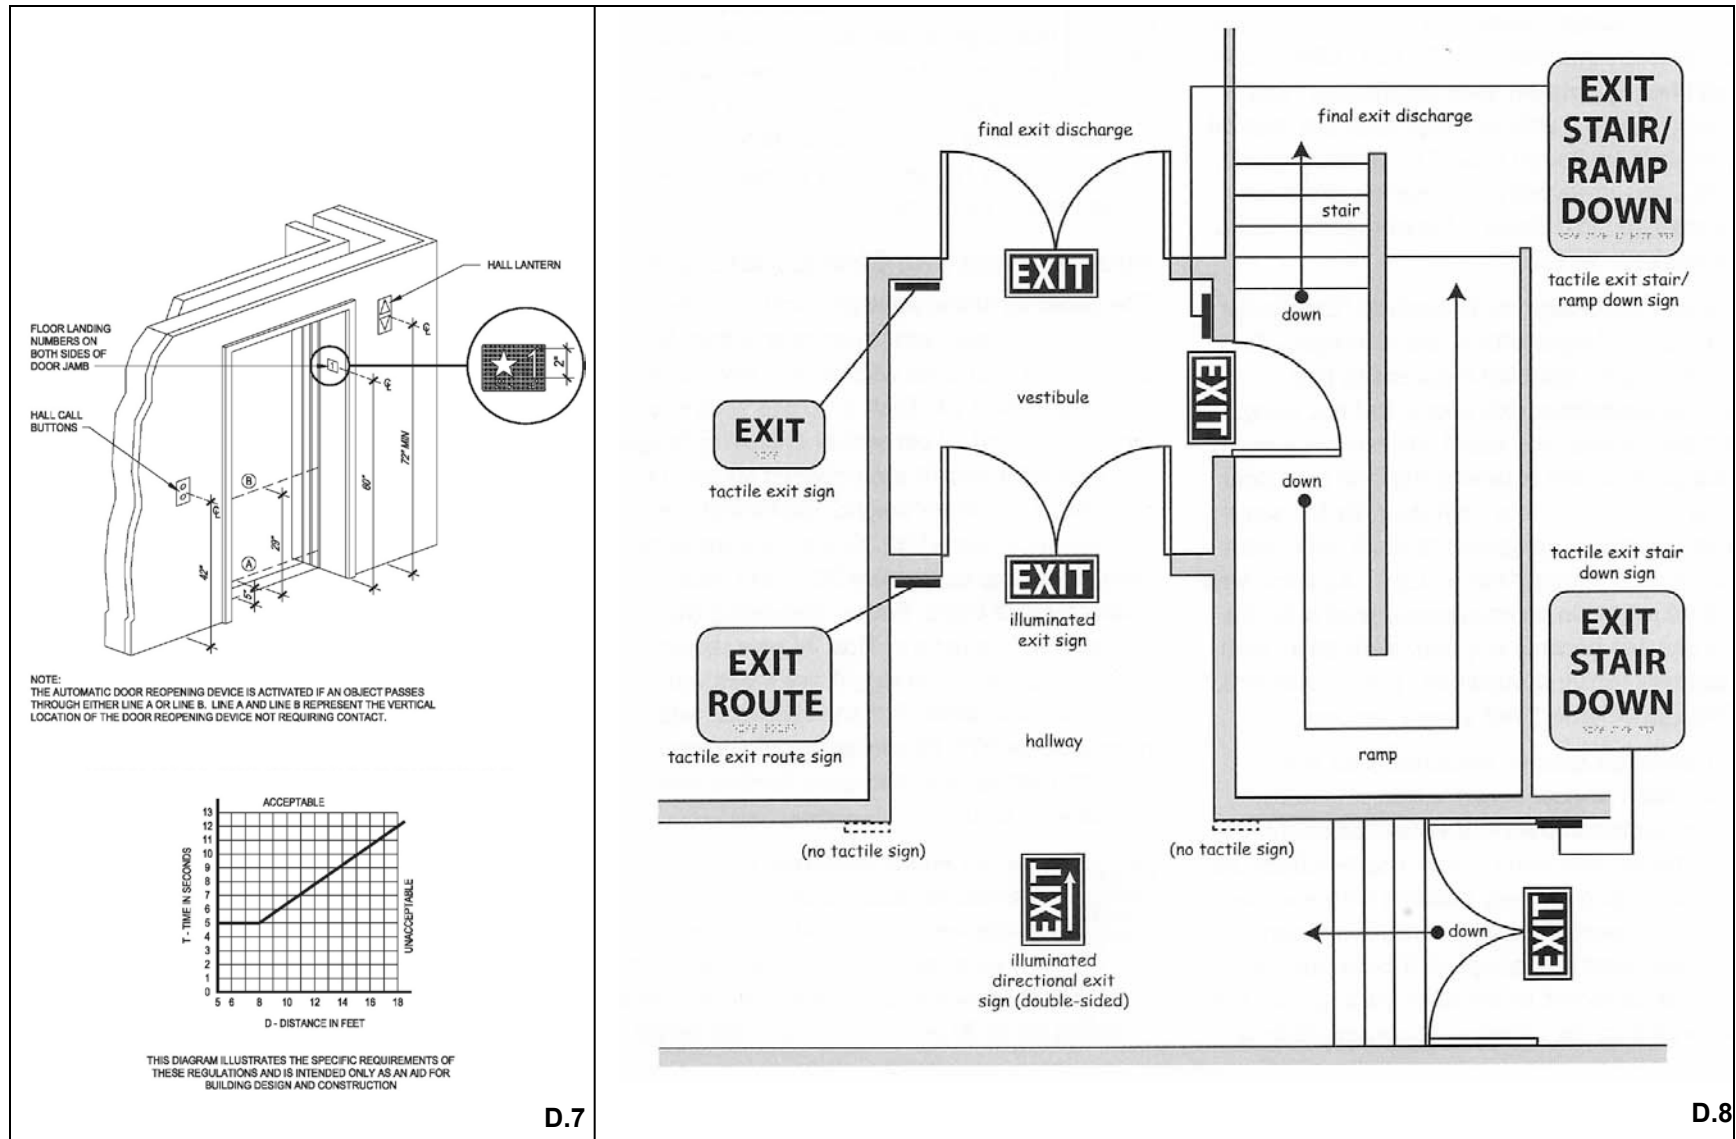 HALL LANTERN
FLOOR LANDING
NUMBERS ON
BOTH SIDES OF
DOOR JAMB
1
1
2"
HALL CALL
BUTTONS
72" MIN
60"
B
29"
A
42"
5"
NOTE:
THE AUTOMATIC DOOR REOPENING DEVICE IS ACTIVATED IF AN OBJECT PASSES
THROUGH EITHER LINE A OR LINE B. LINE A AND LINE B REPRESENT THE VERTICAL
LOCATION OF THE DOOR REOPENING DEVICE NOT REQUIRING CONTACT.
ACCEPTABLE
UNACCEPTABLE
T - TIME IN SECONDS
13
12
11
10
9
8
7
6
5
4
3
2
1
0
5 6 8 10 12 14 16 18
D - DISTANCE IN FEET
THIS DIAGRAM ILLUSTRATES THE SPECIFIC REQUIREMENTS OF
THESE REGULATIONS AND IS INTENDED ONLY AS AN AID FOR
BUILDING DESIGN AND CONSTRUCTION
D.7
final exit discharge
final exit discharge
EXIT
STAIR/
RAMP
DOWN
tactile exit stair/
ramp down sign
stair
down
EXIT
EXIT
vestibule
EXIT
tactile exit sign
down
EXIT
illuminated
exit sign
EXIT
ROUTE
tactile exit route sign
hallway
ramp
tactile exit stair
down sign
EXIT
STAIR
DOWN
(no tactile sign)
(no tactile sign)
EXIT
illuminated
directional exit
sign (double-sided)
down
EXIT
D.8